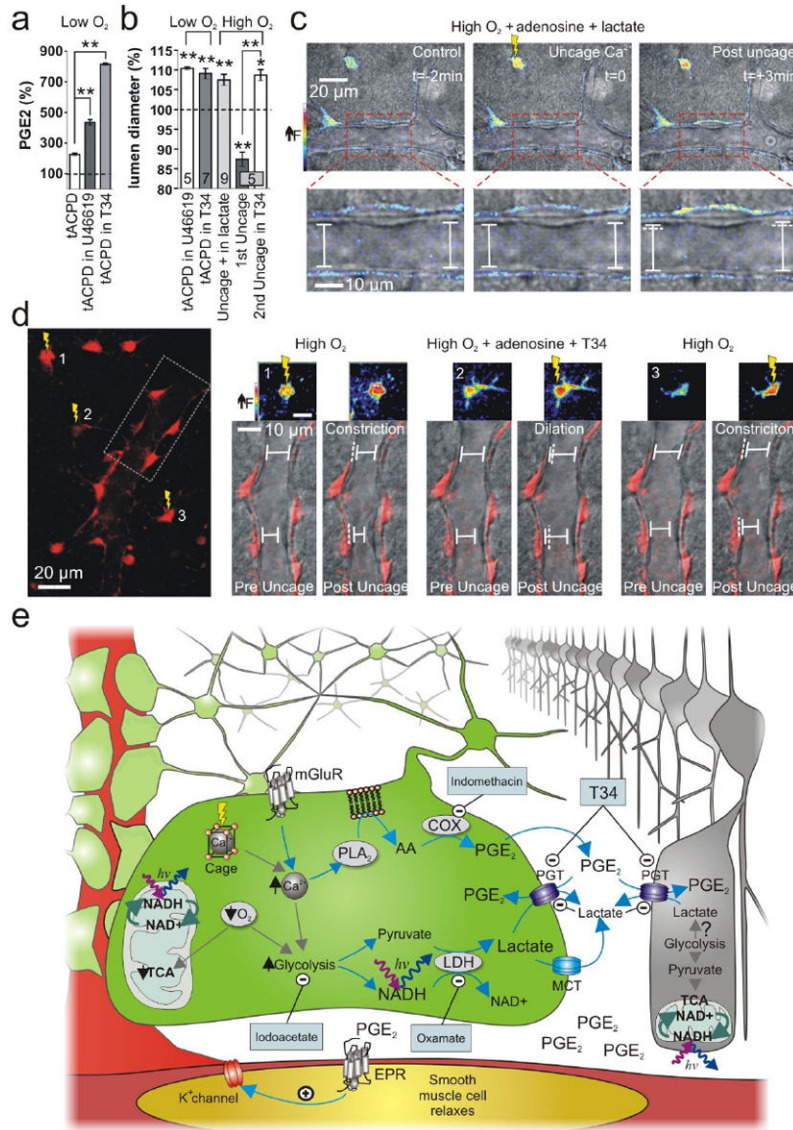 a
Low O2
**
**
PGE2 (%)
900
700
500
300
100
tACPD
tACPD in U46619
tACPD in T34
b
Low O2 High O2
** ** ** ** *
**
lumen diameter (%)
110
105
100
95
90
85
80
5 7 9 5
tACPD in U46619
tACPD in T34
Uncage + in lactate
1st Uncage
2nd Uncage in T34
c
High O2 + adenosine + lactate
Control
t=-2min
20 µm
F
Uncage Ca2+
t=0
Post uncage
t=+3min
10 µm
d
1
2
3
20 µm
High O2
High O2 + adenosine + T34
High O2
1
2
3
F
10 µm
Constriction
Dilation
Constriciton
Pre Uncage
Post Uncage
Pre Uncage
Post Uncage
Pre Uncage
Post Uncage
e
mGluR
Indomethacin
T34
Ca2+
Cage
PLA2
AA
COX
PGE2
Ca2+
PGE2
PGT
PGE2
PGT
PGE2
hv
NADH
NAD+
O2
TCA
Glycolysis
Pyruvate
hv
NADH
LDH
NAD+
Lactate
Lactate
MCT
Lactate
?
Glycolysis
Pyruvate
TCA
NAD+
NADH
hv
Iodoacetate
Oxamate
PGE2
PGE2
PGE2
PGE2
PGE2
EPR
K+channel
Smooth
muscle cell
relaxes